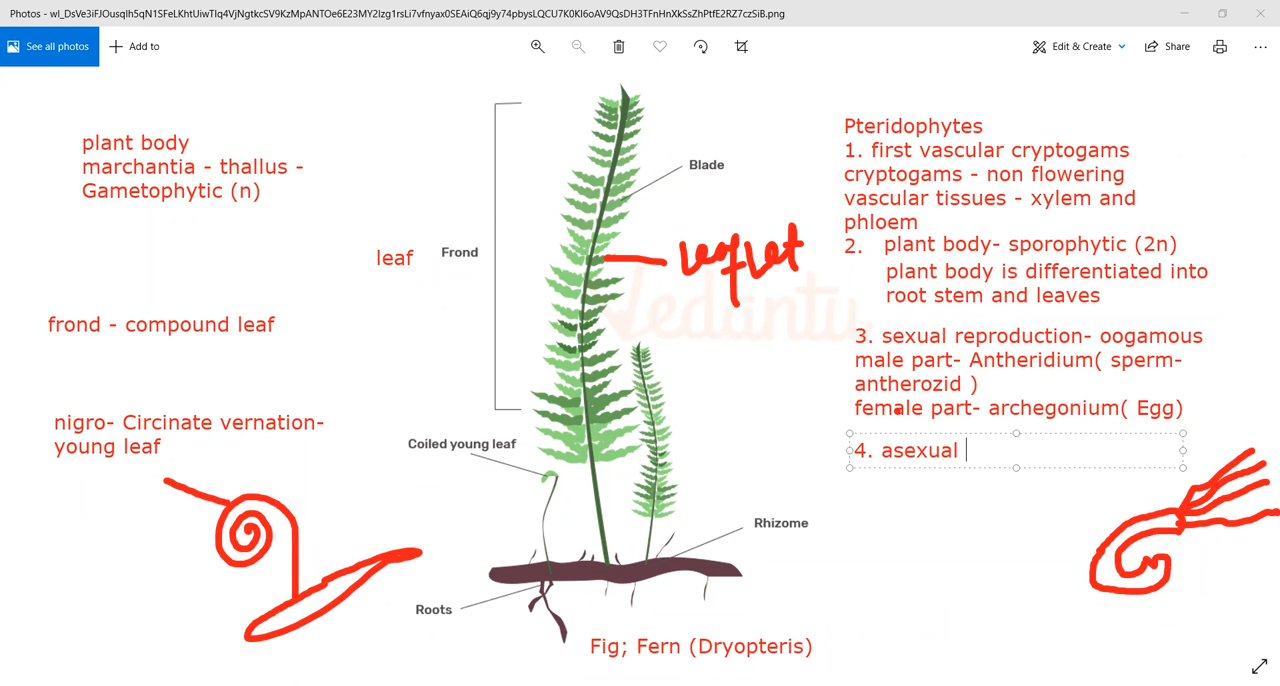 Photos - wl_DsVe3iFJOusqIh5qN1SFeLKhtUiwTlq4VjNgtkcSV9KzMpANTOe6E23MY2Izg1rsLi7vfnyax0SEAiQ6qj9y74pbysLQCU7K0Kl6oAV9QsDH3TFnHnXkSsZhPtfE2RZ7czSiB.png
See all photos
Add to
Edit & Create
Share
plant body
marchantia - thallus -
Gametophytic (n)
leaf
frond - compound leaf
nigro- Circinate vernation-
young leaf
Blade
Frond
leaflet
Vedantu
Coiled young leaf
Rhizome
Roots
Fig; Fern (Dryopteris)
Pteridophytes
1. first vascular cryptogams
cryptogams - non flowering
vascular tissues - xylem and
phloem
2. plant body- sporophytic (2n)
plant body is differentiated into
root stem and leaves
3. sexual reproduction- oogamous
male part- Antheridium( sperm-
antherozid )
female part- archegonium( Egg)
4. asexual